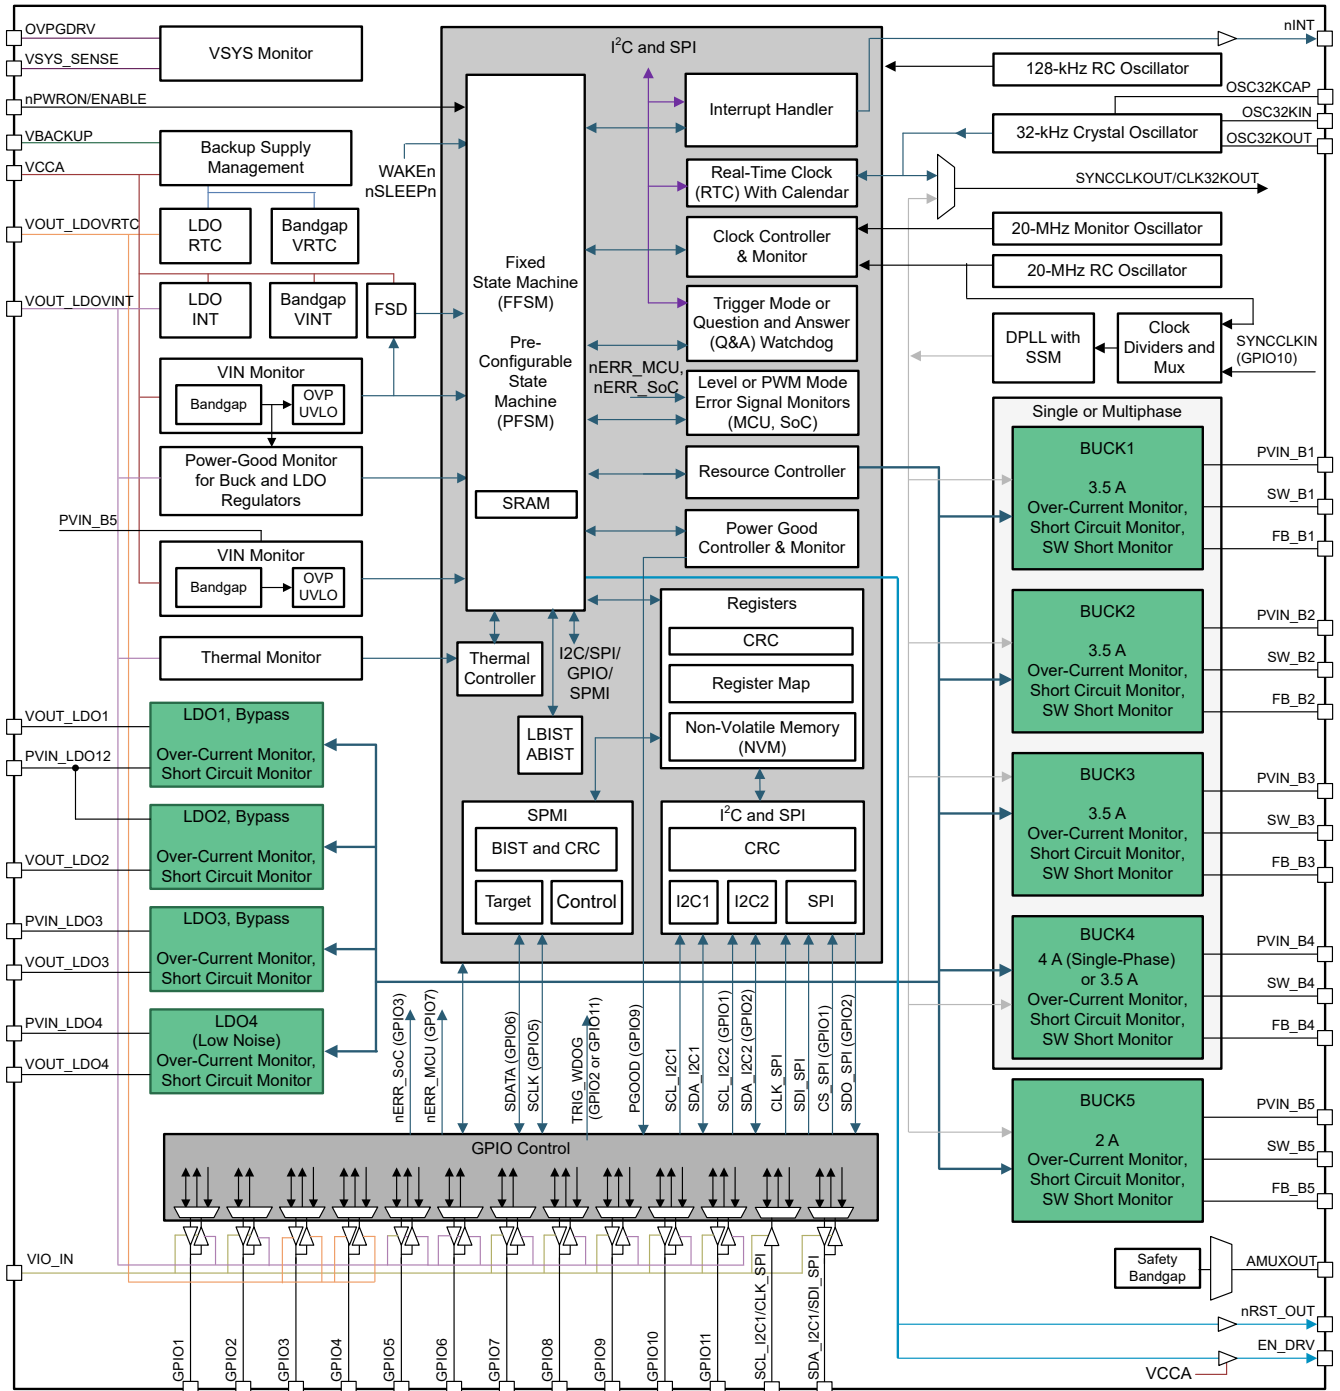 OVPGDRV
VSYS_SENSE
nPWRON/ENABLE
VBACKUP
VCCA
VOUT_LDOVRTC
VOUT_LDOVINT
VSYS Monitor
Backup Supply
Management
LDO
RTC
Bandgap
VRTC
LDO
INT
Bandgap
VINT
FSD
VIN Monitor
Bandgap
OVP
UVLO
Power-Good Monitor
for Buck and LDO
Regulators
PVIN_B5
VIN Monitor
Bandgap
OVP
UVLO
Thermal Monitor
VOUT_LDO1
PVIN_LDO12
VOUT_LDO2
PVIN_LDO3
VOUT_LDO3
PVIN_LDO4
VOUT_LDO4
LDO1, Bypass
Over-Current Monitor,
Short Circuit Monitor
LDO2, Bypass
Over-Current Monitor,
Short Circuit Monitor
LDO3, Bypass
Over-Current Monitor,
Short Circuit Monitor
LDO4
(Low Noise)
Over-Current Monitor,
Short Circuit Monitor
I2C and SPI
WAKEn
nSLEEPn
Fixed
State Machine
(FFSM)
Pre-
Configurable
State
Machine
(PFSM)
SRAM
Interrupt Handler
Real-Time Clock
(RTC) With Calendar
Clock Controller
& Monitor
Trigger Mode or
Question and Answer
(Q&A) Watchdog
nERR_MCU,
nERR_SoC
Level or PWM Mode
Error Signal Monitors
(MCU, SoC)
Resource Controller
Power Good
Controller & Monitor
Registers
CRC
Register Map
Non-Volatile Memory
(NVM)
Thermal
Controller
I2C/SPI/
GPIO/
SPMI
LBIST
ABIST
SPMI
BIST and CRC
Target
Control
I2C and SPI
CRC
I2C1
I2C2
SPI
nERR_SoC (GPIO3)
nERR_MCU (GPIO7)
SDATA (GPIO6)
SCLK (GPIO5)
TRIG_WDOG
(GPIO2 or GPIO11)
PGOOD (GPIO9)
SCL_I2C1
SDA_I2C1
SCL_I2C2 (GPIO1)
SDA_I2C2 (GPIO2)
CLK_SPI
SDI_SPI
CS_SPI (GPIO1)
SDO_SPI (GPIO2)
GPIO Control
VIO_IN
GPIO1
GPIO2
GPIO3
GPIO4
GPIO5
GPIO6
GPIO7
GPIO8
GPIO9
GPIO10
GPIO11
SCL_I2C1/CLK_SPI
SDA_I2C1/SDI_SPI
nINT
128-kHz RC Oscillator
OSC32KCAP
OSC32KIN
32-kHz Crystal Oscillator
OSC32KOUT
SYNCCLKOUT/CLK32KOUT
20-MHz Monitor Oscillator
20-MHz RC Oscillator
DPLL with
SSM
Clock
Dividers and
Mux
SYNCCLKIN
(GPIO10)
Single or Multiphase
BUCK1
3.5 A
Over-Current Monitor,
Short Circuit Monitor,
SW Short Monitor
PVIN_B1
SW_B1
FB_B1
BUCK2
3.5 A
Over-Current Monitor,
Short Circuit Monitor,
SW Short Monitor
PVIN_B2
SW_B2
FB_B2
BUCK3
3.5 A
Over-Current Monitor,
Short Circuit Monitor,
SW Short Monitor
PVIN_B3
SW_B3
FB_B3
BUCK4
4 A (Single-Phase)
or 3.5 A
Over-Current Monitor,
Short Circuit Monitor,
SW Short Monitor
PVIN_B4
SW_B4
FB_B4
BUCK5
2 A
Over-Current Monitor,
Short Circuit Monitor,
SW Short Monitor
PVIN_B5
SW_B5
FB_B5
Safety
Bandgap
AMUXOUT
nRST_OUT
EN_DRV
VCCA